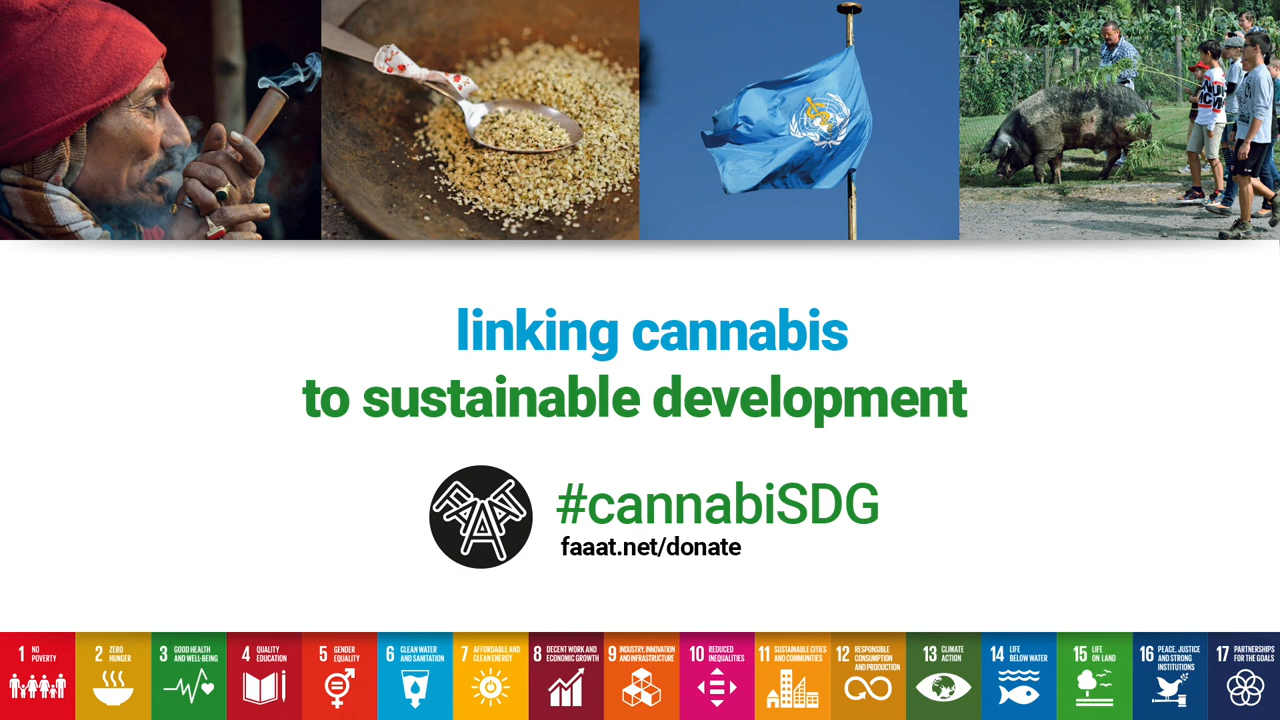 linking cannabis
to sustainable development
FAAAT
#cannabiSDG
faaat.net/donate
1 NO
POVERTY
2 ZERO
HUNGER
3 GOOD HEALTH
AND WELL-BEING
4 QUALITY
EDUCATION
5 GENDER
EQUALITY
6 CLEAN WATER
AND SANITATION
7 AFFORDABLE AND
CLEAN ENERGY
8 DECENT WORK AND
ECONOMIC GROWTH
9 INDUSTRY, INNOVATION
AND INFRASTRUCTURE
10 REDUCED
INEQUALITIES
11 SUSTAINABLE CITIES
AND COMMUNITIES
12 RESPONSIBLE
CONSUMPTION
AND PRODUCTION
13 CLIMATE
ACTION
14 LIFE
BELOW WATER
15 LIFE
ON LAND
16 PEACE, JUSTICE
AND STRONG
INSTITUTIONS
17 PARTNERSHIPS
FOR THE GOALS